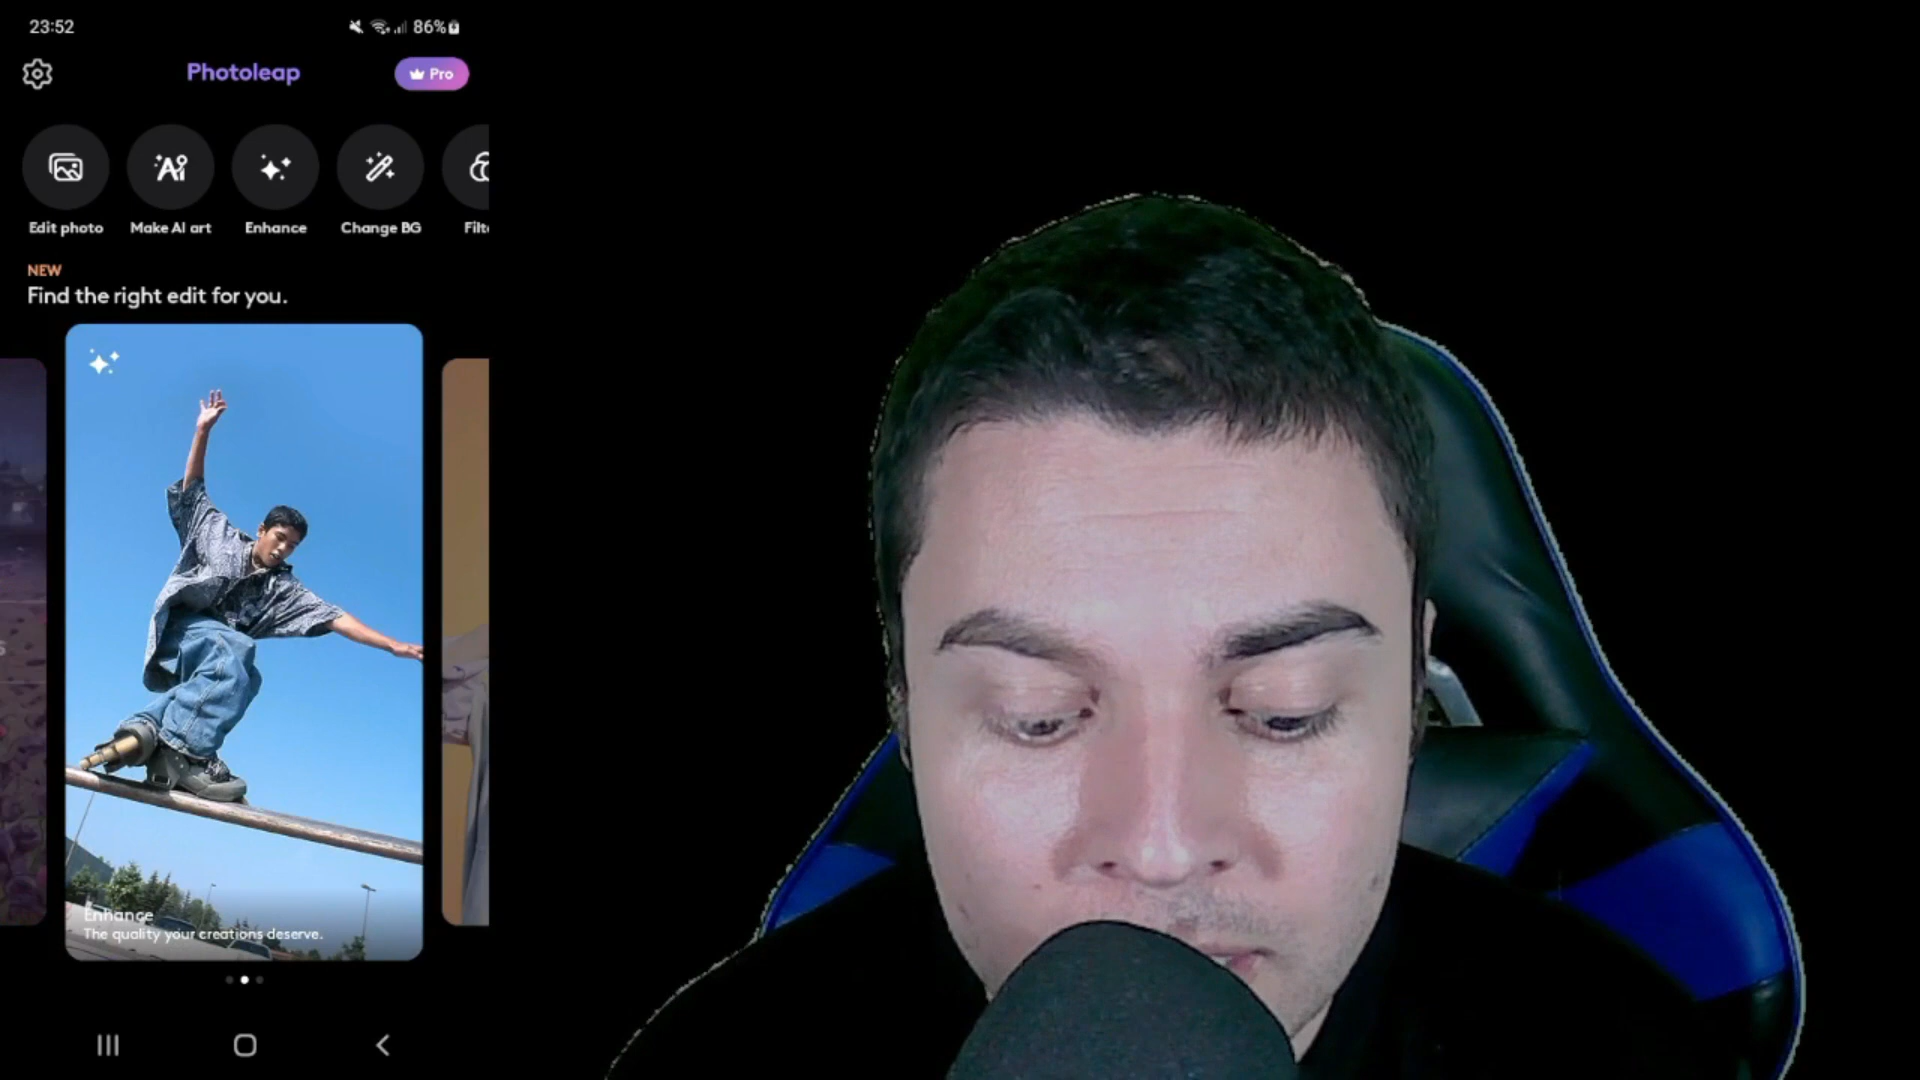 23:52
86%
Photoleap
Pro
Edit photo
Make AI art
Enhance
Change BG
NEW
Find the right edit for you.
Enhance
The quality your creations deserve.